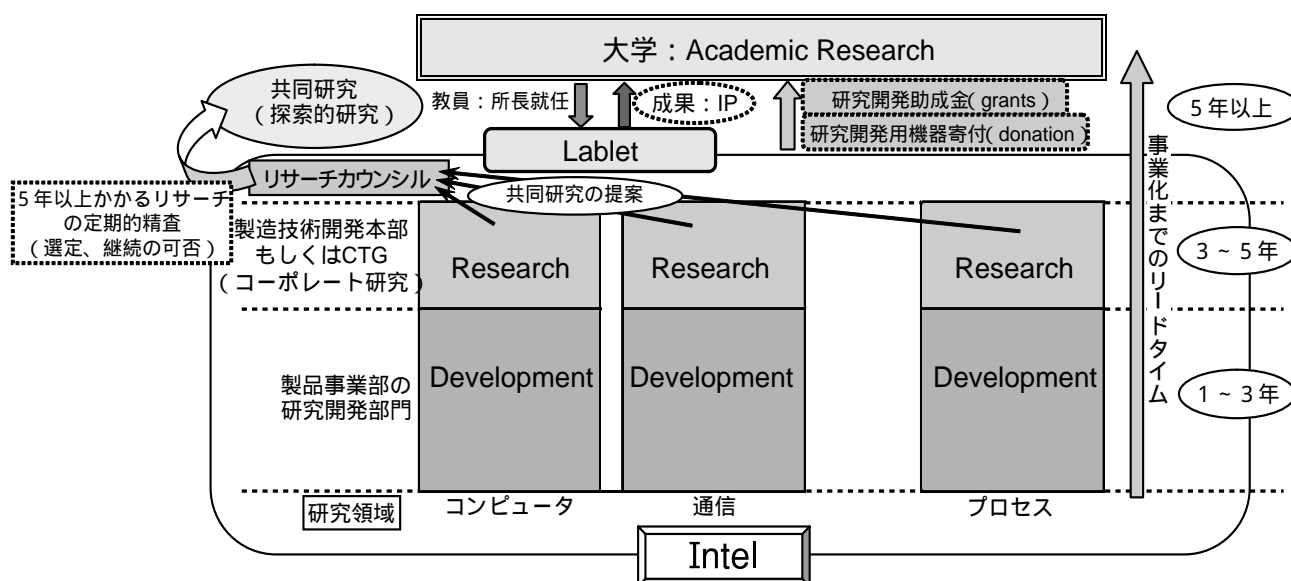 大学：Academic Research
共同研究
（探索的研究）
教員：所長就任
成果：IP
研究開発助成金（grants）
研究開発用機器寄付（donation）
5年以上
Lablet
リサーチカウンシル
共同研究の提案
5年以上かかるリサーチ
の定期的精査
（選定、継続の可否）
製造技術開発本部
もしくはCTG
（コーポレート研究）
Research
Research
Research
3～5年
事業化までのリードタイム
製品事業部の
研究開発部門
Development
Development
Development
1～3年
研究領域
コンピュータ
通信
プロセス
Intel